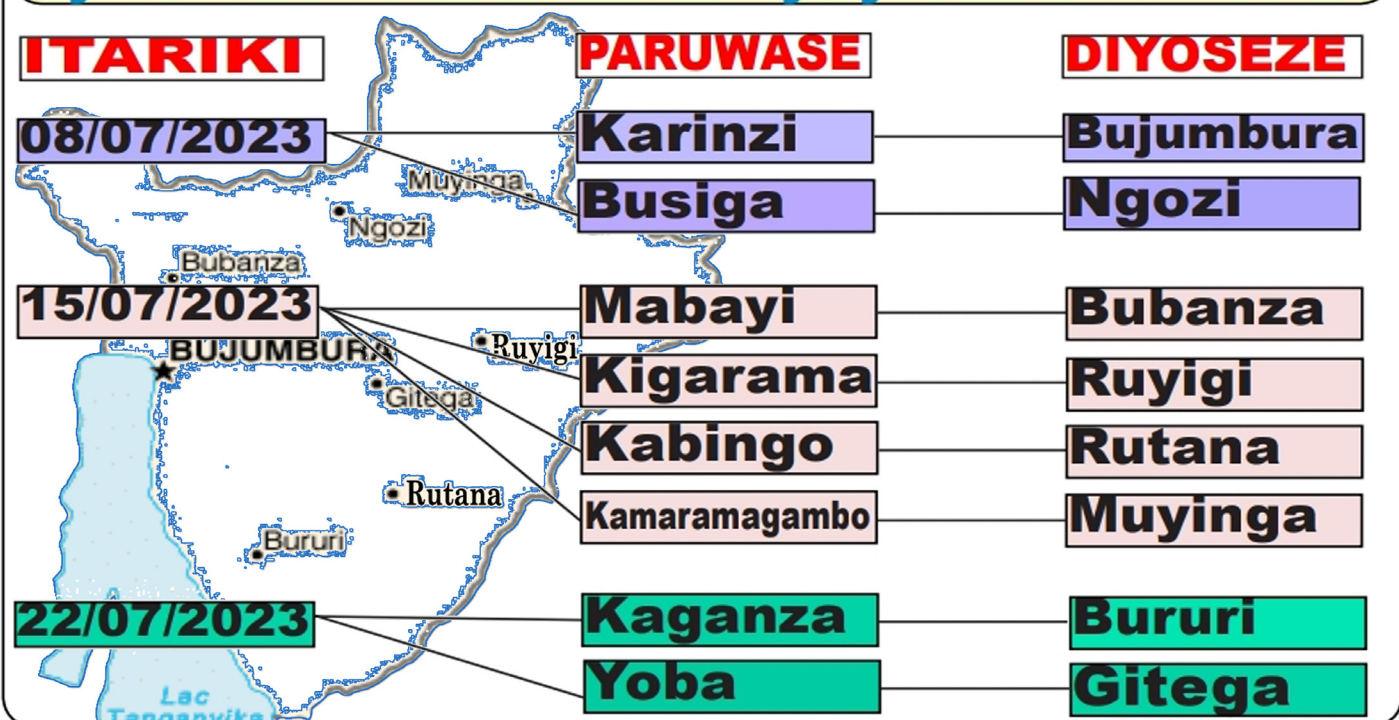 ITARIKI PARUWASE DIYOSEZE
08/07/2023 Karinzi Bujumbura
Muyinga
Busiga Ngozi
Ngozi
Bubanza
15/07/2023 Mabayi Bubanza
BUJUMBURA
Ruyigi
Kigarama Ruyigi
Gitega
Kabingo Rutana
Rutana
Kamaramagambo Muyinga
Bururi
22/07/2023 Kaganza Bururi
Yoba Gitega
Lac
Tanganyika